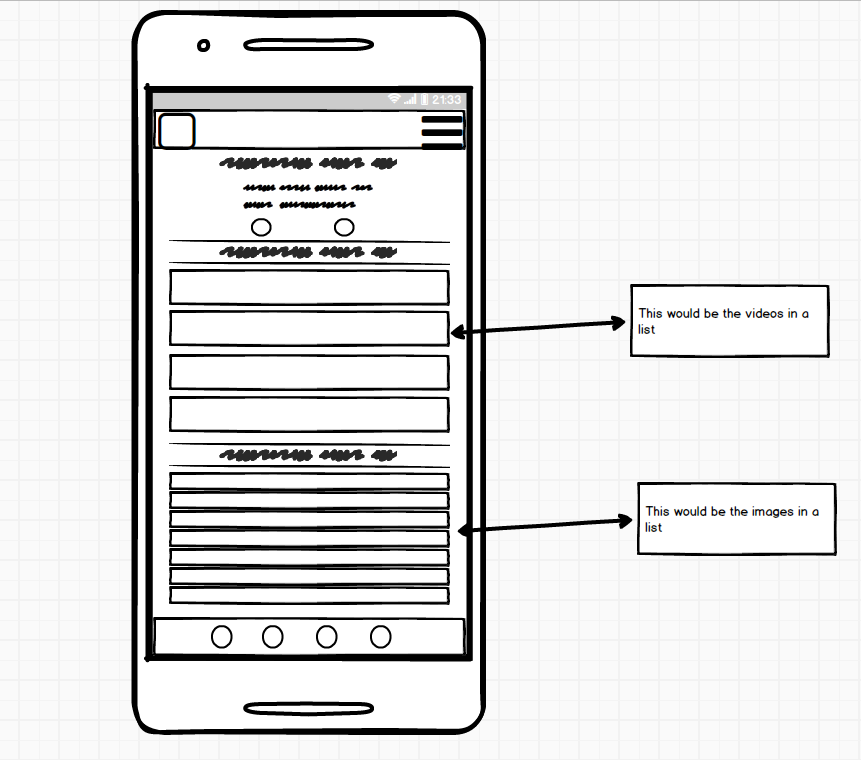 21:33
This would be the videos in a
list
This would be the images in a
list